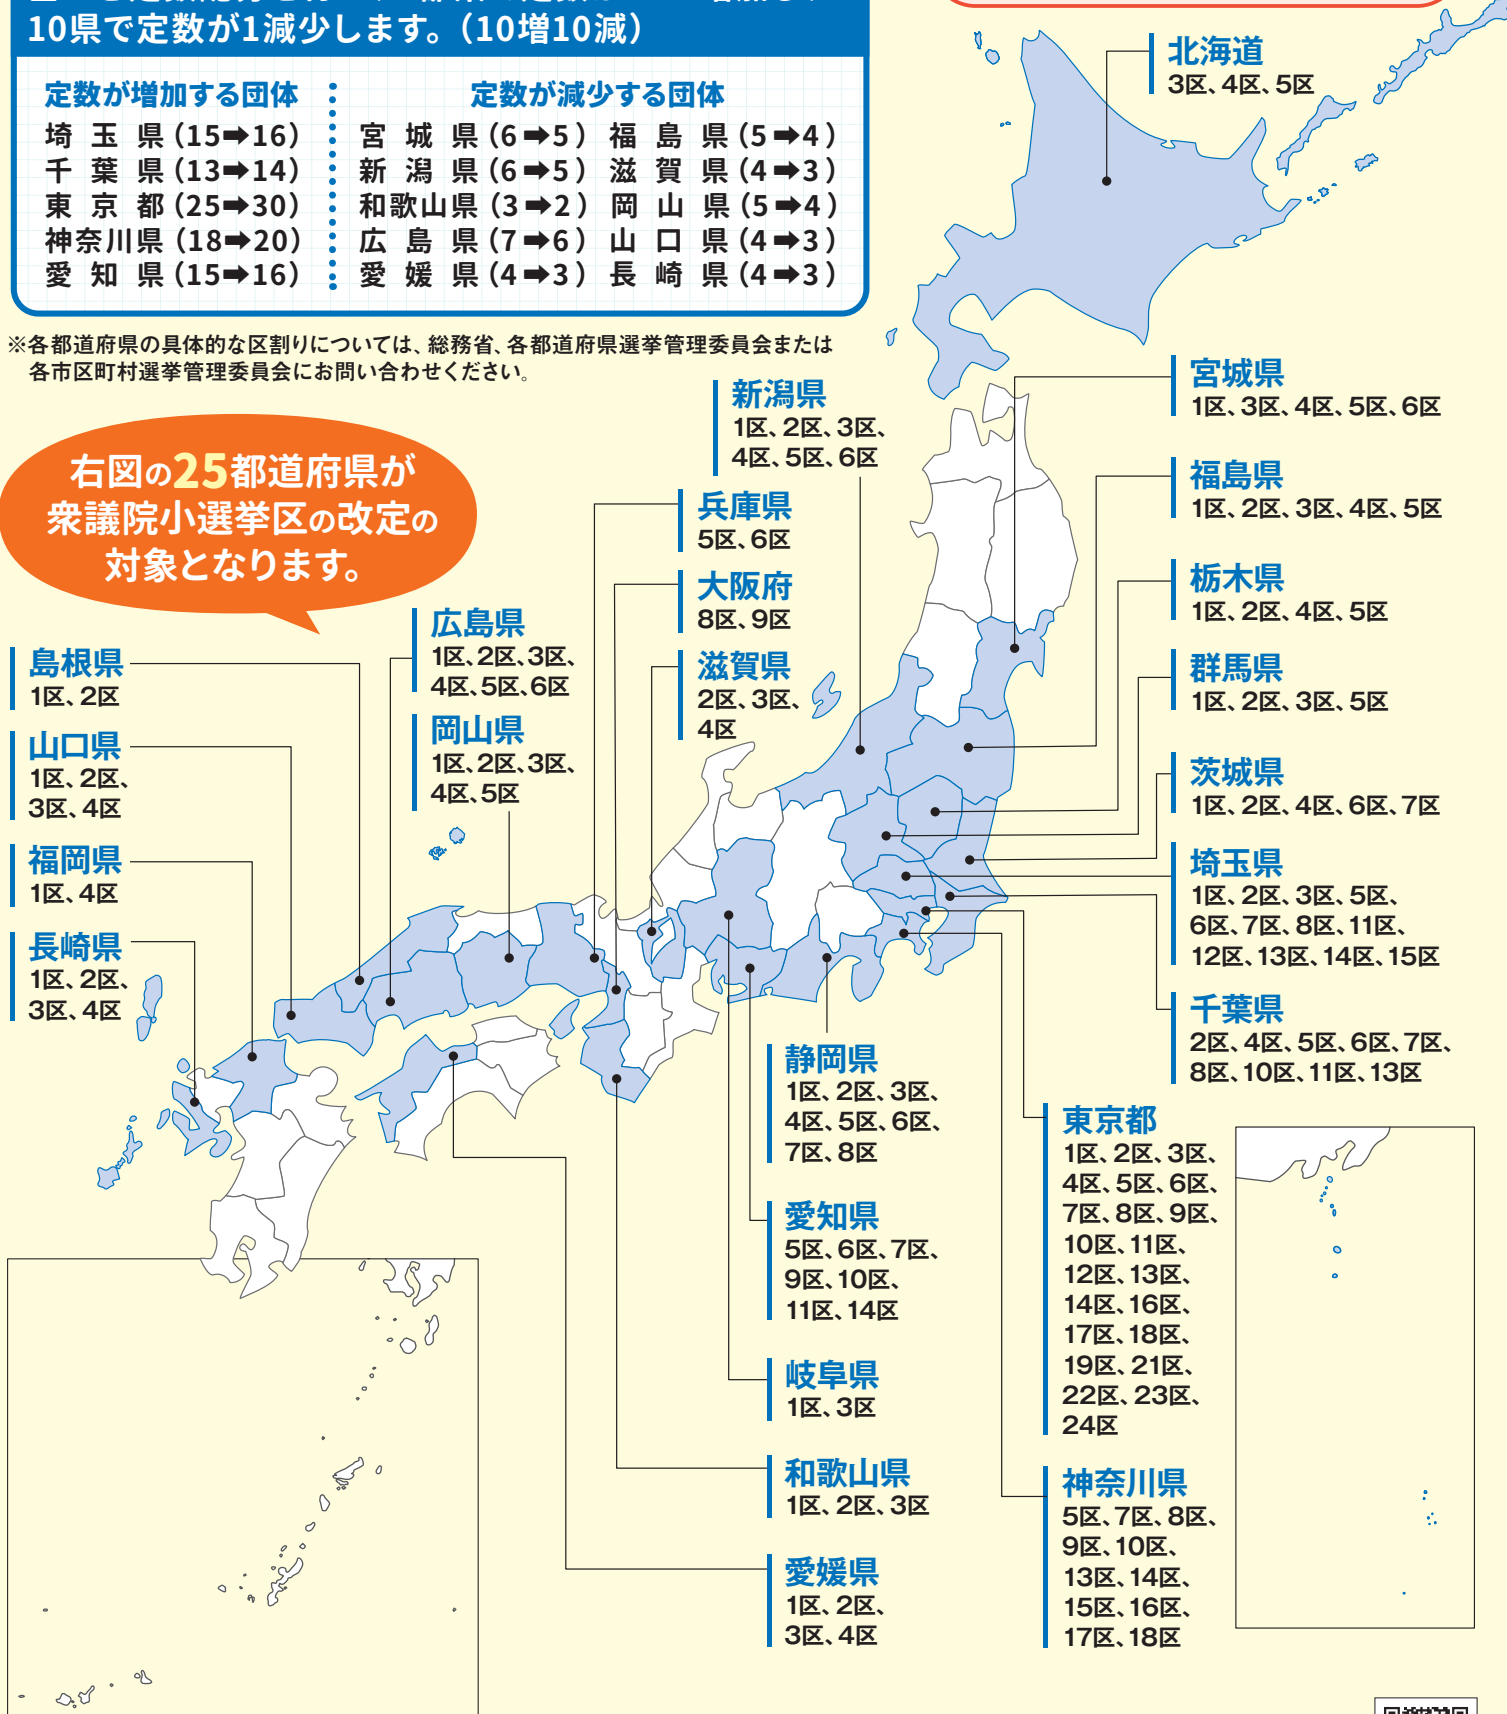 10県で定数が1減少します。（10増10減）
定数が増加する団体
埼玉県（15➡16）
千葉県（13➡14）
東京都（25➡30）
神奈川県（18➡20）
愛知県（15➡16）
定数が減少する団体
宮城県（6➡5） 福島県（5➡4）
新潟県（6➡5） 滋賀県（4➡3）
和歌山県（3➡2） 岡山県（5➡4）
広島県（7➡6） 山口県（4➡3）
愛媛県（4➡3） 長崎県（4➡3）
※各都道府県の具体的な区割りについては、総務省、各都道府県選挙管理委員会または
各市区町村選挙管理委員会にお問い合わせください。
右図の25都道府県が
衆議院小選挙区の改定の
対象となります。
北海道
3区、4区、5区
宮城県
1区、3区、4区、5区、6区
福島県
1区、2区、3区、4区、5区
栃木県
1区、2区、4区、5区
群馬県
1区、2区、3区、5区
茨城県
1区、2区、4区、6区、7区
埼玉県
1区、2区、3区、5区、
6区、7区、8区、11区、
12区、13区、14区、15区
千葉県
2区、4区、5区、6区、7区、
8区、10区、11区、13区
東京都
1区、2区、3区、
4区、5区、6区、
7区、8区、9区、
10区、11区、
12区、13区、
14区、16区、
17区、18区、
19区、21区、
22区、23区、
24区
神奈川県
5区、7区、8区、
9区、10区、
13区、14区、
15区、16区、
17区、18区
新潟県
1区、2区、3区、
4区、5区、6区
兵庫県
5区、6区
大阪府
8区、9区
滋賀県
2区、3区、
4区
広島県
1区、2区、3区、
4区、5区、6区
岡山県
1区、2区、3区、
4区、5区
島根県
1区、2区
山口県
1区、2区、
3区、4区
福岡県
1区、4区
長崎県
1区、2区、
3区、4区
静岡県
1区、2区、3区、
4区、5区、6区、
7区、8区
愛知県
5区、6区、7区、
9区、10区、
11区、14区
岐阜県
1区、3区
和歌山県
1区、2区、3区
愛媛県
1区、2区、
3区、4区